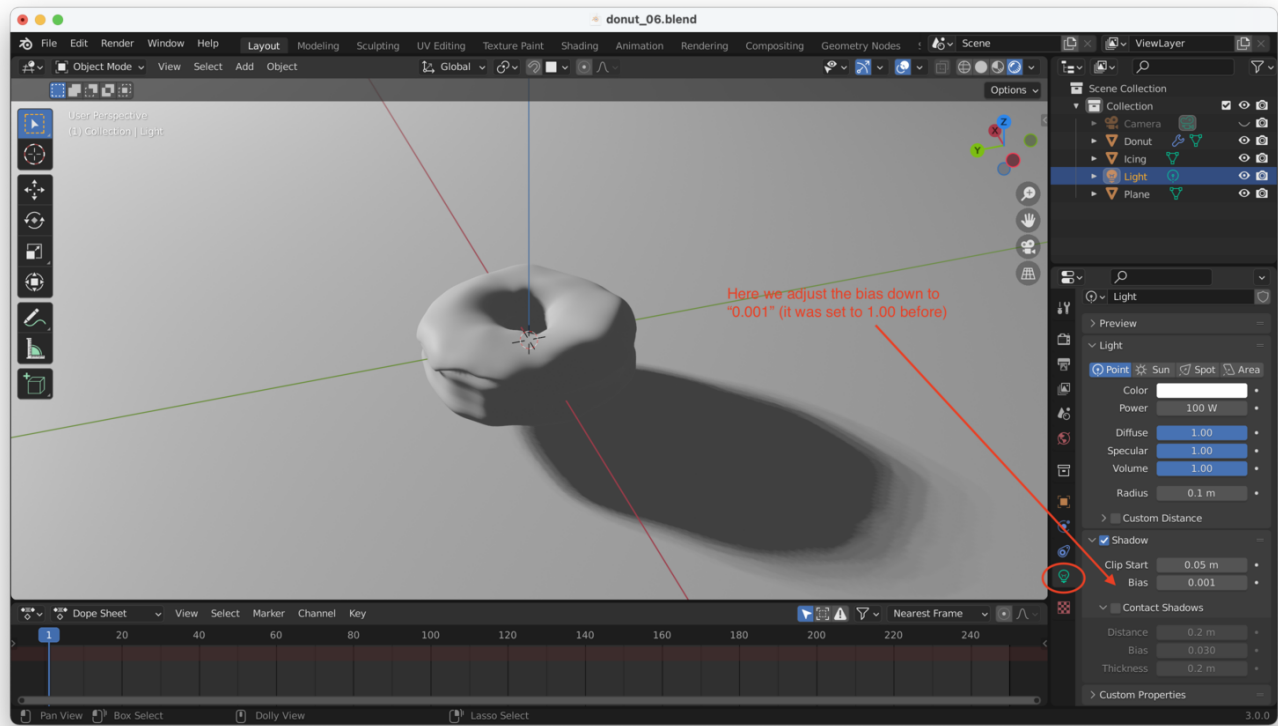 donut_06.blend
File Edit Render Window Help Layout Modeling Sculpting UV Editing Texture Paint Shading Animation Rendering Compositing Geometry Nodes Scene ViewLayer
Object Mode View Select Add Object Global
Options
User Perspective
(1) Collection | Light
Z
X
Y
Scene Collection
Collection
Camera
Donut
Icing
Light
Plane
Here we adjust the bias down to
“0.001” (it was set to 1.00 before)
Light
Preview
Light
Point Sun Spot Area
Color
Power 100 W
Diffuse 1.00
Specular 1.00
Volume 1.00
Radius 0.1 m
Custom Distance
Shadow
Clip Start 0.05 m
Bias 0.001
Contact Shadows
Distance 0.2 m
Bias 0.030
Thickness 0.2 m
Custom Properties
Dope Sheet View Select Marker Channel Key Nearest Frame
1 20 40 60 80 100 120 140 160 180 200 220 240
Pan View Box Select Dolly View Lasso Select 3.0.0